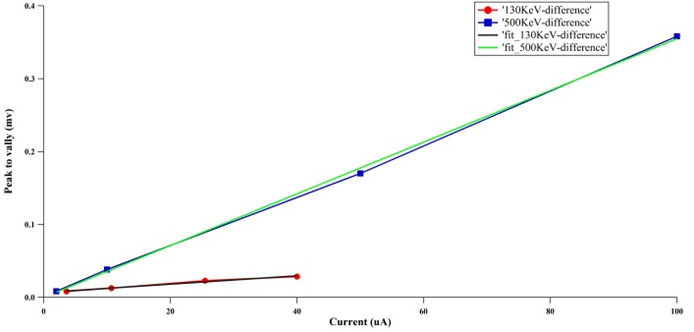 0.4
'130KeV-difference'
'500KeV-difference'
'fit_130KeV-difference'
'fit_500KeV-difference'
0.3
0.2
0.1
0.0
Peak to vally (mv)
0 20 40 60 80 100
Current (uA)